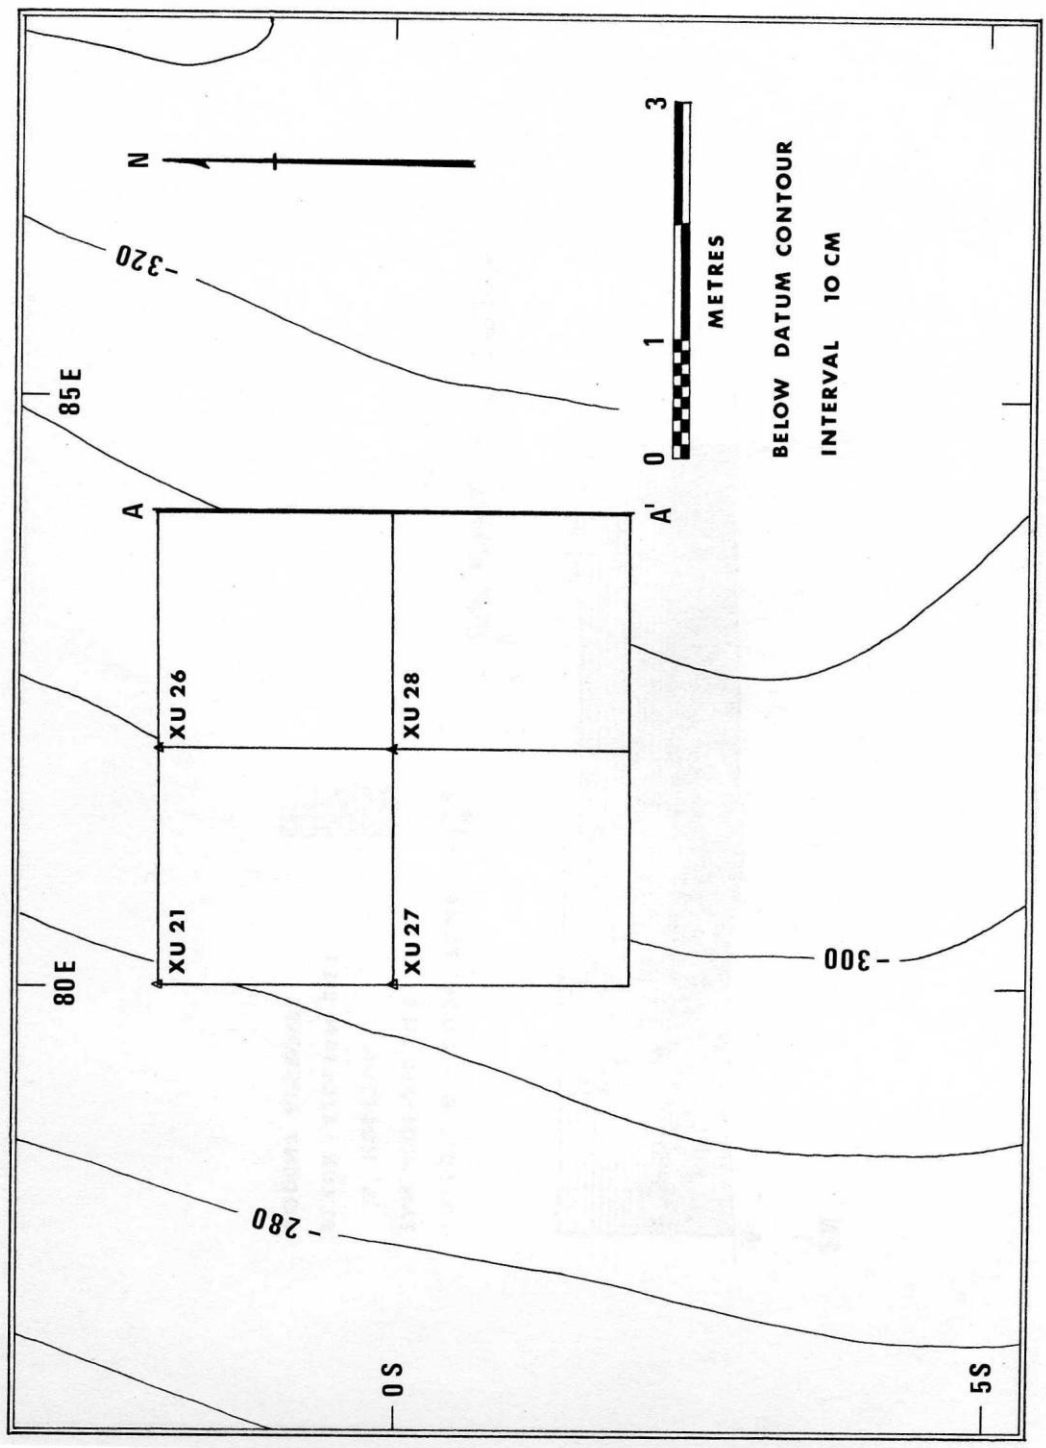 N
-320
85 E
3
1
0
METRES
BELOW DATUM CONTOUR
INTERVAL 10 CM
A
A'
XU 26
XU 28
XU 21
XU 27
80 E
-300
-280
0 S
5 S